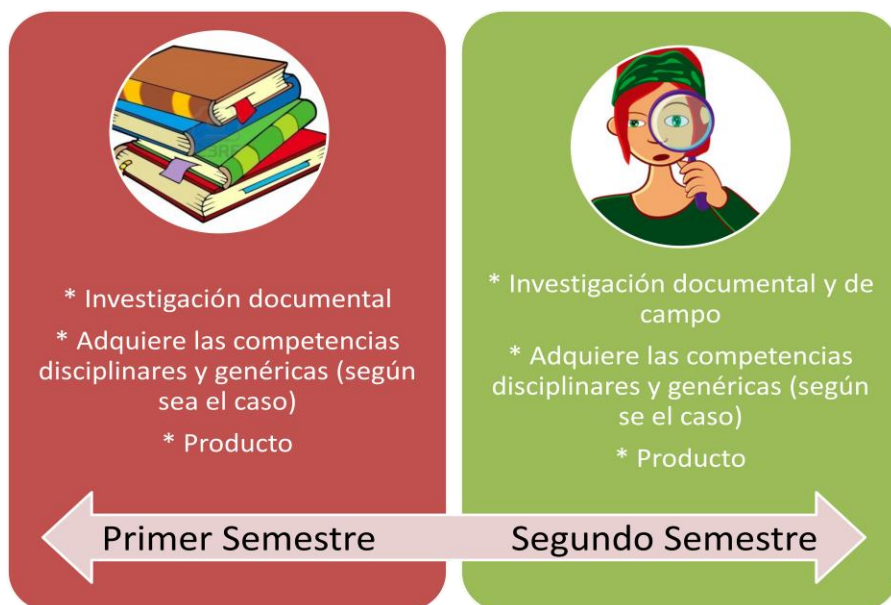 * Investigación documental
* Adquiere las competencias
disciplinares y genéricas (según
sea el caso)
* Producto
Primer Semestre
* Investigación documental y de
campo
* Adquiere las competencias
disciplinares y genéricas (según
se el caso)
* Producto
Segundo Semestre